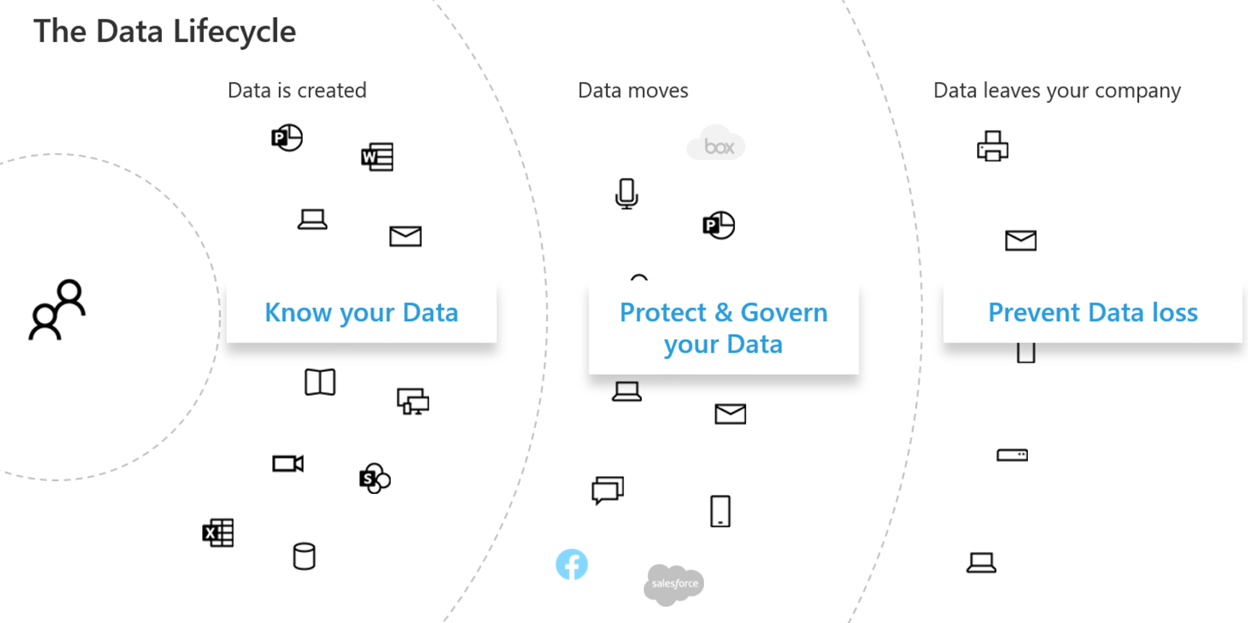 The Data Lifecycle
Data is created
Data moves
Data leaves your company
P
W
box
P
Know your Data
Protect & Govern
your Data
Prevent Data loss
S
X
f
salesforce